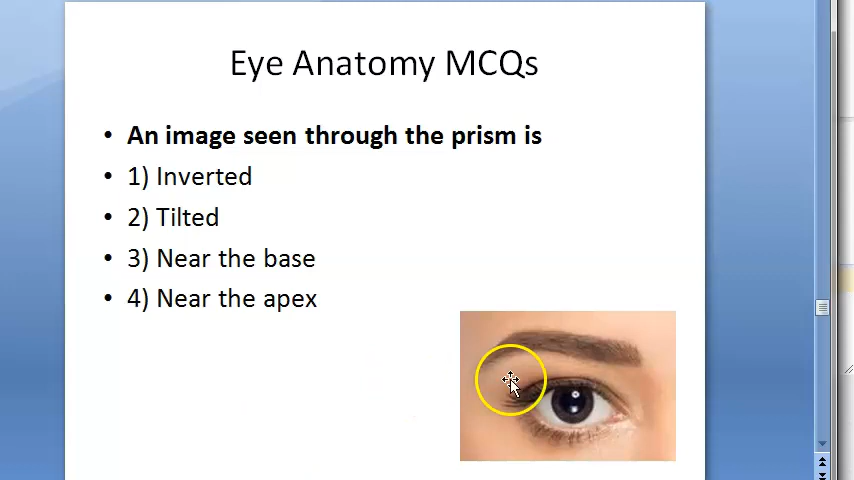 Eye Anatomy MCQs
• An image seen through the prism is
• 1) Inverted
• 2) Tilted
• 3) Near the base
• 4) Near the apex